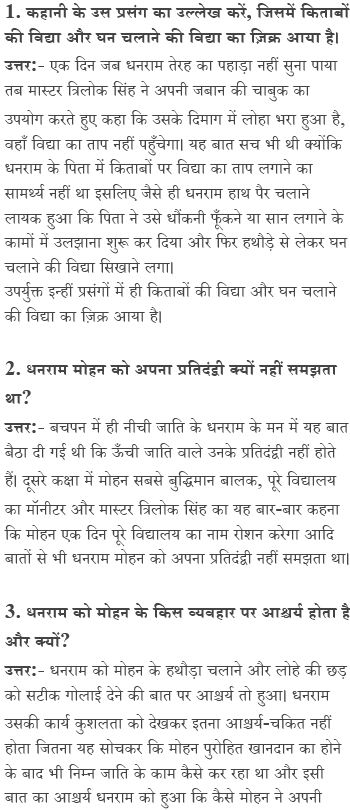 1. कहानी के उस प्रसंग का उल्लेख करें, जिसमें किताबों
की विद्या और घन चलाने की विद्या का ज़िक्र आया है।
उत्तर:- एक दिन जब धनराम तेरह का पहाड़ा नहीं सुना पाया
तब मास्टर त्रिलोक सिंह ने अपनी जबान की चाबुक का
उपयोग करते हुए कहा कि उसके दिमाग में लोहा भरा हुआ है,
वहाँ विद्या का ताप नहीं पहुँचेगा। यह बात सच भी थी क्योंकि
धनराम के पिता में किताबों पर विद्या का ताप लगाने का
सामर्थ्य नहीं था इसलिए जैसे ही धनराम हाथ पैर चलाने
लायक हुआ कि पिता ने उसे धौंकनी फूँकने या सान लगाने के
कामों में उलझाना शुरू कर दिया और फिर हथौड़े से लेकर घन
चलाने की विद्या सिखाने लगा।
उपर्युक्त इन्हीं प्रसंगों में ही किताबों की विद्या और घन चलाने
की विद्या का ज़िक्र आया है।
2. धनराम मोहन को अपना प्रतिदंद्वी क्यों नहीं समझता
था?
उत्तर:- बचपन में ही नीची जाति के धनराम के मन में यह बात
बैठा दी गई थी कि ऊँची जाति वाले उनके प्रतिदंद्वी नहीं होते
हैं। दूसरे कक्षा में मोहन सबसे बुद्धिमान बालक, पूरे विद्यालय
का मॉनीटर और मास्टर त्रिलोक सिंह का यह बार-बार कहना
कि मोहन एक दिन पूरे विद्यालय का नाम रोशन करेगा आदि
बातों से भी धनराम मोहन को अपना प्रतिदंद्वी नहीं समझता था।
3. धनराम को मोहन के किस व्यवहार पर आश्चर्य होता है
और क्यों?
उत्तर:- धनराम को मोहन के हथौड़ा चलाने और लोहे की छड़
को सटीक गोलाई देने की बात पर आश्चर्य तो हुआ। धनराम
उसकी कार्य कुशलता को देखकर इतना आश्चर्य-चकित नहीं
होता जितना यह सोचकर कि मोहन पुरोहित खानदान का होने
के बाद भी निम्न जाति के काम कैसे कर रहा था और इसी
बात का आश्चर्य धनराम को हुआ कि कैसे मोहन ने अपनी